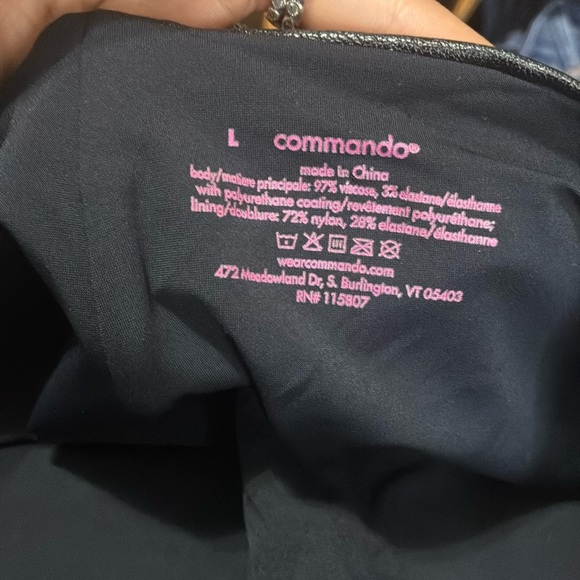 L commando®
made in China
body/matiere principale: 97% viscose, 3% elastane/élasthanne
with polyurethane coating/revêtement polyuréthane;
lining/doublure: 72% nylon, 28% elastane/élasthanne
wearcommando.com
472 Meadowland Dr, S. Burlington, VT 05403
RN# 115807